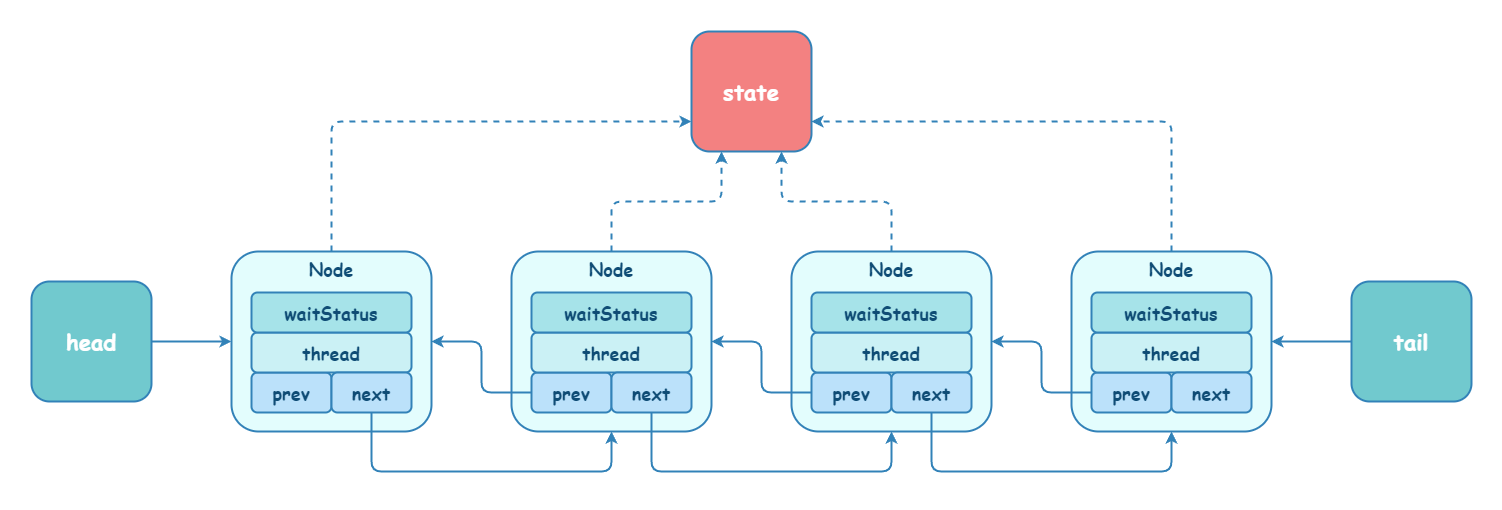 state
Node
waitStatus
thread
prev next
Node
waitStatus
thread
prev next
Node
waitStatus
thread
prev next
Node
waitStatus
thread
prev next
head
tail